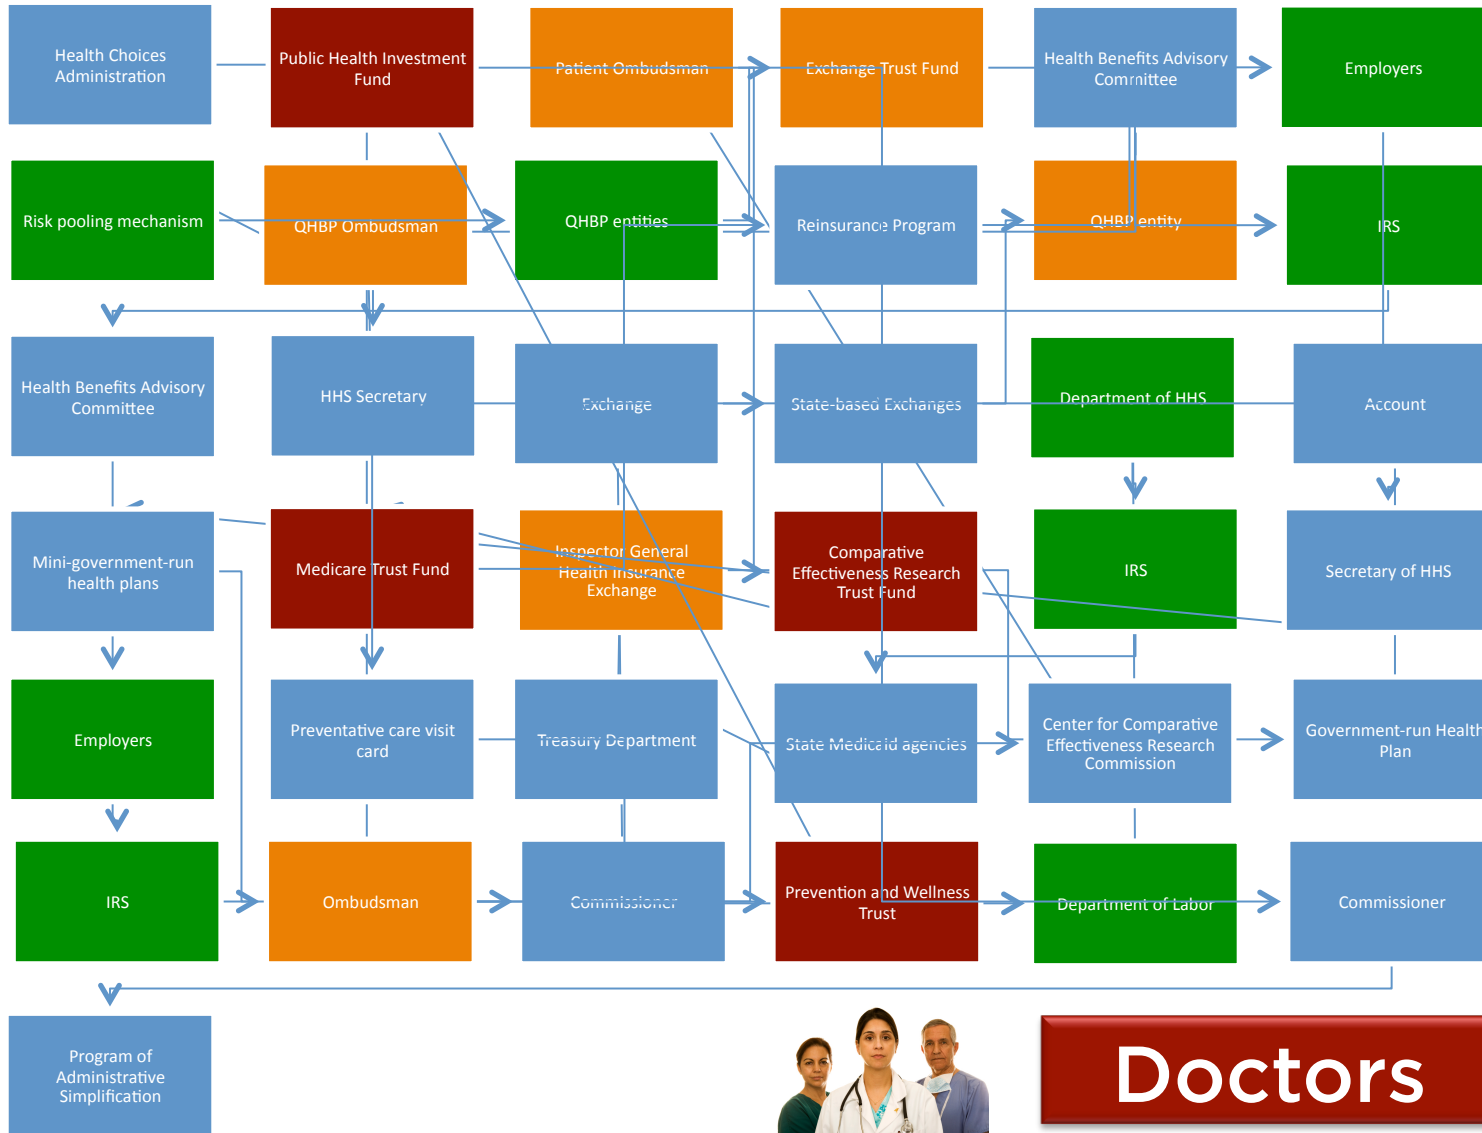 Health Choices
Administration
Public Health Investment
Fund
Patient Ombudsman
Exchange Trust Fund
Health Benefits Advisory
Committee
Employers
Risk pooling mechanism
QHBP Ombudsman
QHBP entities
Reinsurance Program
QHBP entity
IRS
Health Benefits Advisory
Committee
HHS Secretary
Exchange
State-based Exchanges
Department of HHS
Account
Mini-government-run
health plans
Medicare Trust Fund
Inspector General
Health Insurance
Exchange
Comparative
Effectiveness Research
Trust Fund
IRS
Secretary of HHS
Employers
Preventative care visit
card
Treasury Department
State Medicaid agencies
Center for Comparative
Effectiveness Research
Commission
Government-run Health
Plan
IRS
Ombudsman
Commissioner
Prevention and Wellness
Trust
Department of Labor
Commissioner
Program of
Administrative
Simplification
Doctors